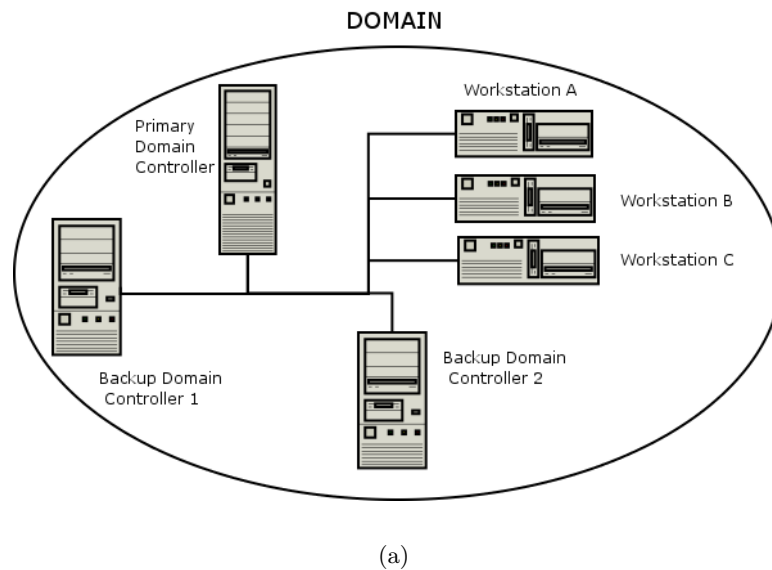 DOMAIN
Workstation A
Primary
Domain
Controller
Workstation B
Workstation C
Backup Domain
Controller 2
Backup Domain
Controller 1
(a)